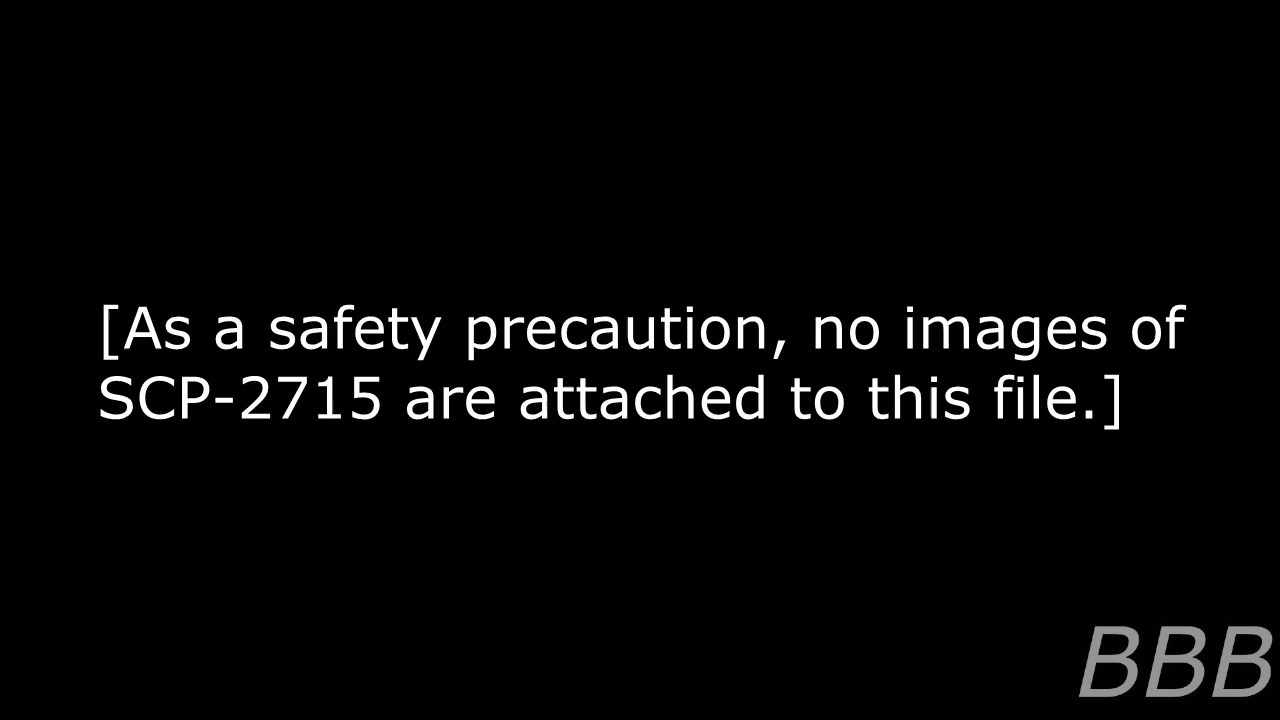 [As a safety precaution, no images of
SCP-2715 are attached to this file.]
BBB